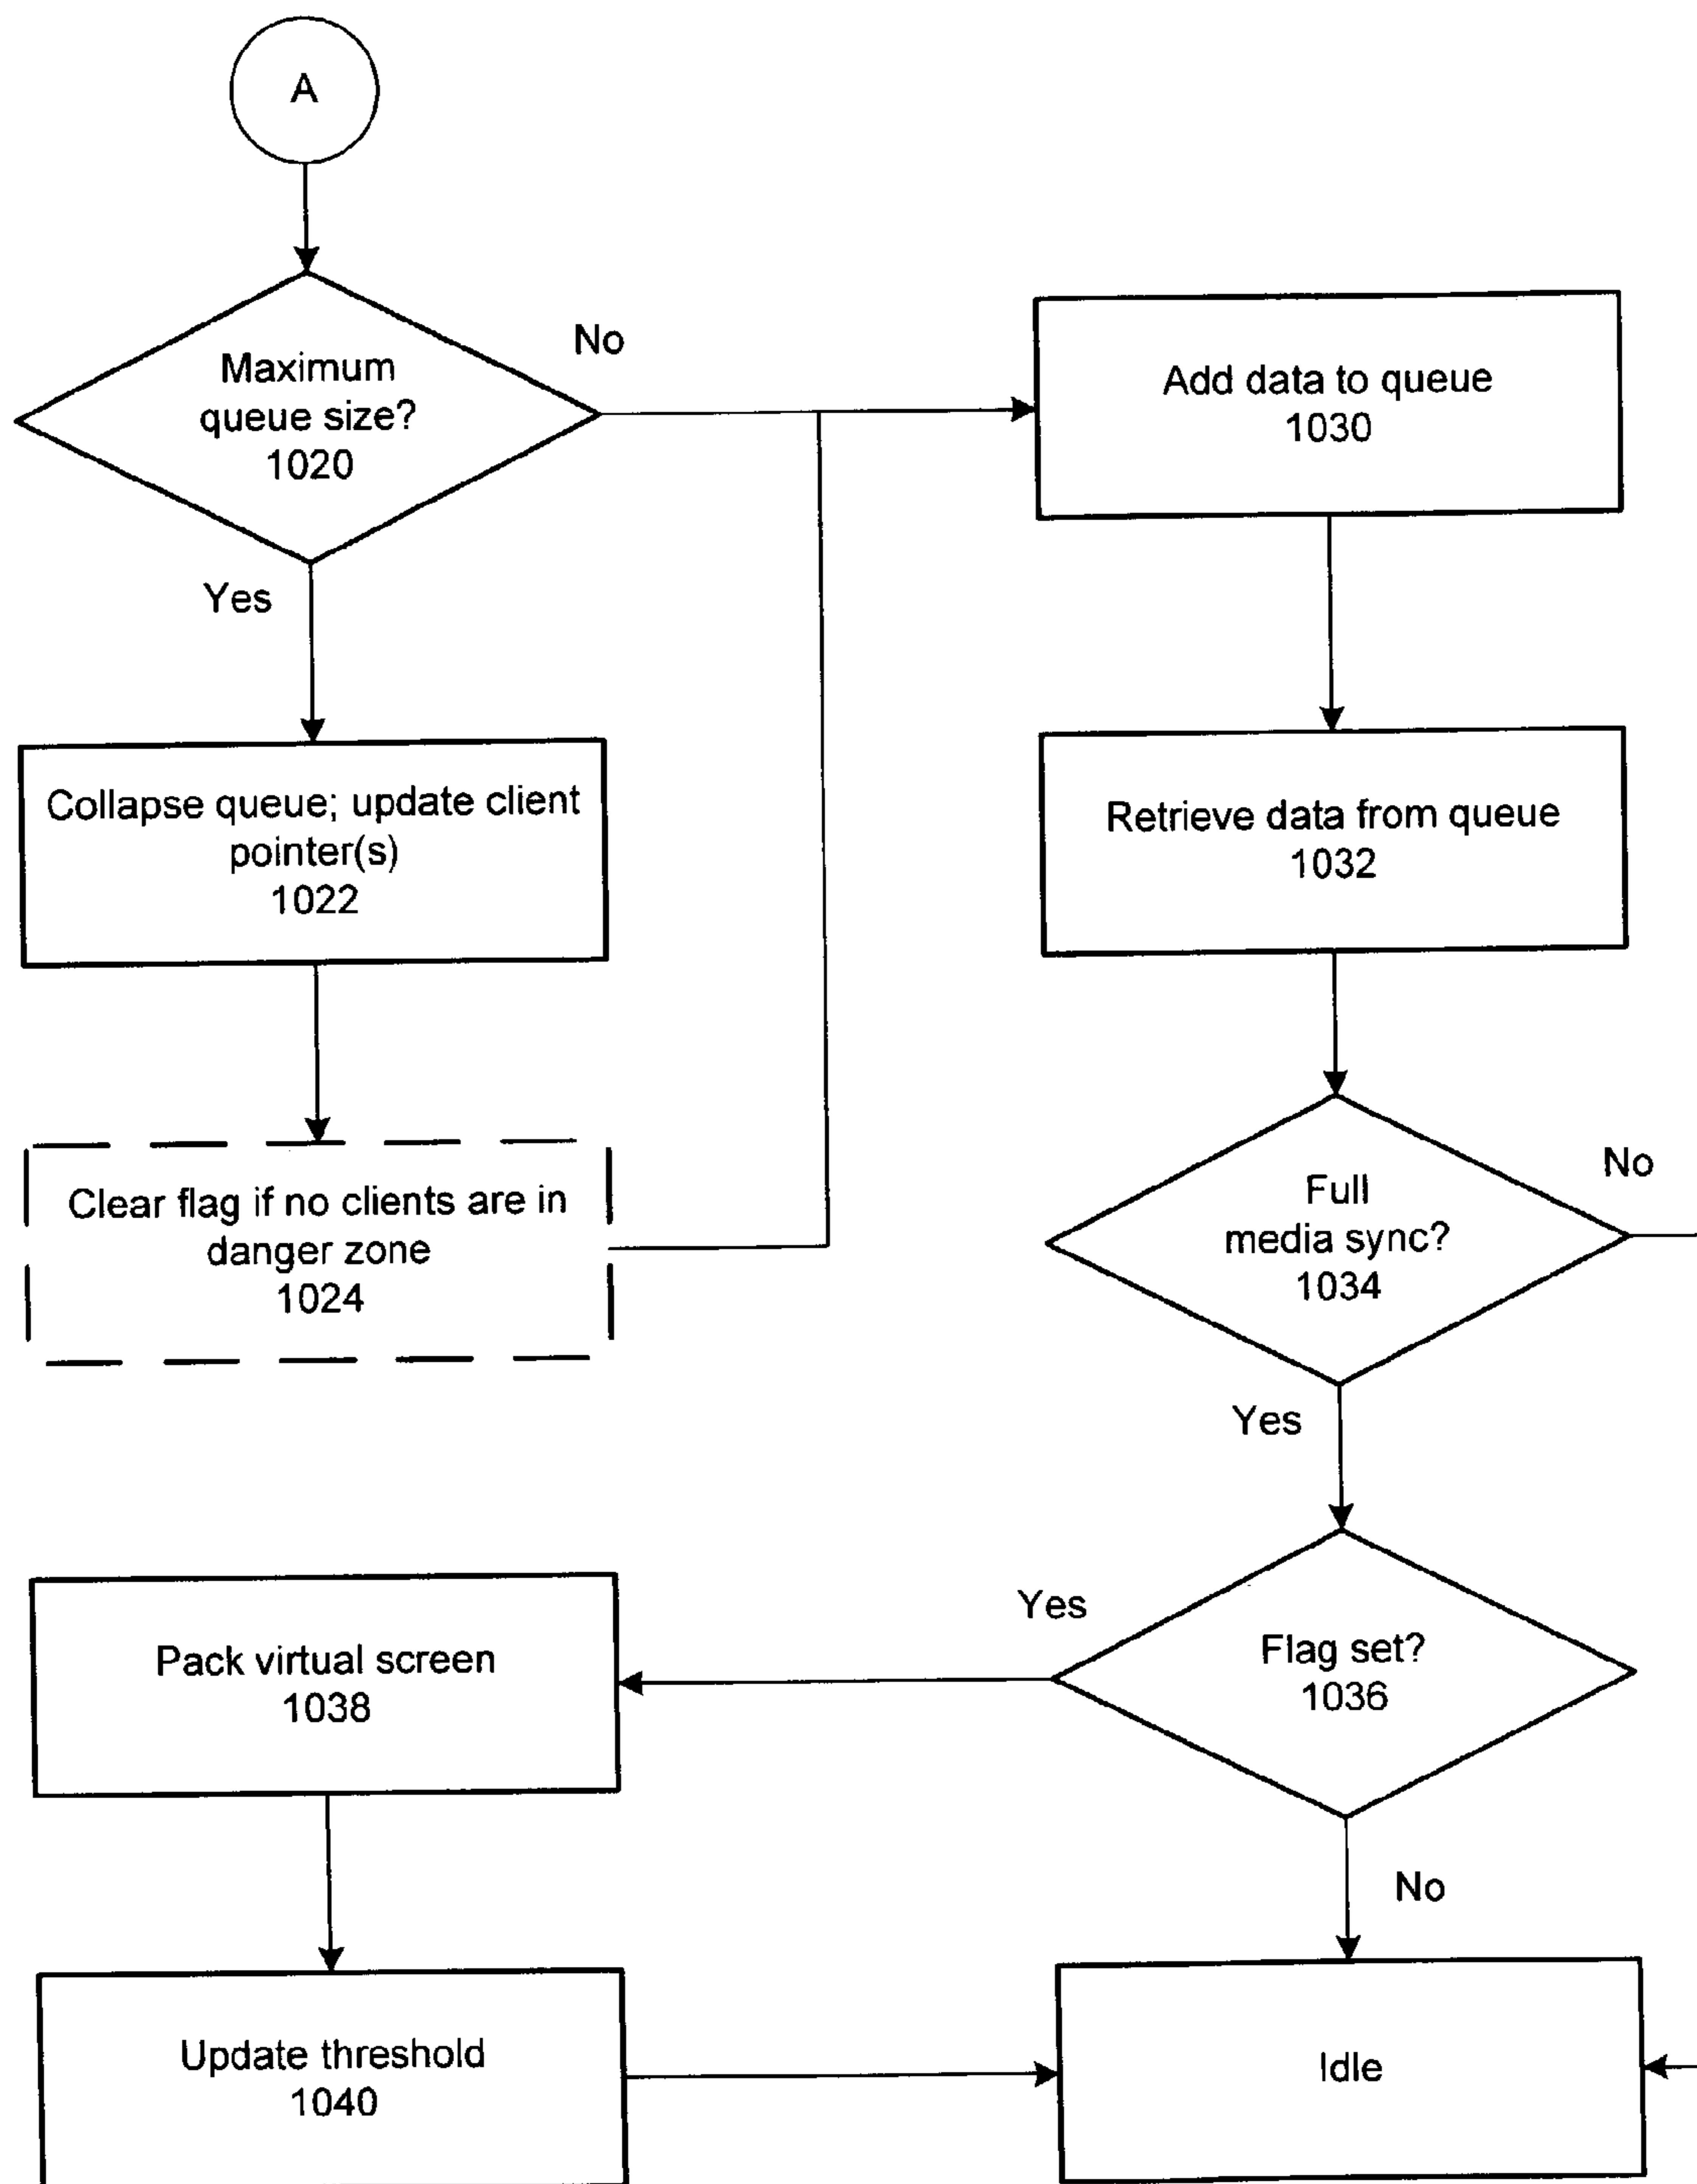 A
Maximum
queue size?
1020
No
Yes
Add data to queue
1030
Collapse queue; update client
pointer(s)
1022
Retrieve data from queue
1032
Clear flag if no clients are in
danger zone
1024
Full
media sync?
1034
No
Yes
Flag set?
1036
Yes
No
Pack virtual screen
1038
Update threshold
1040
Idle